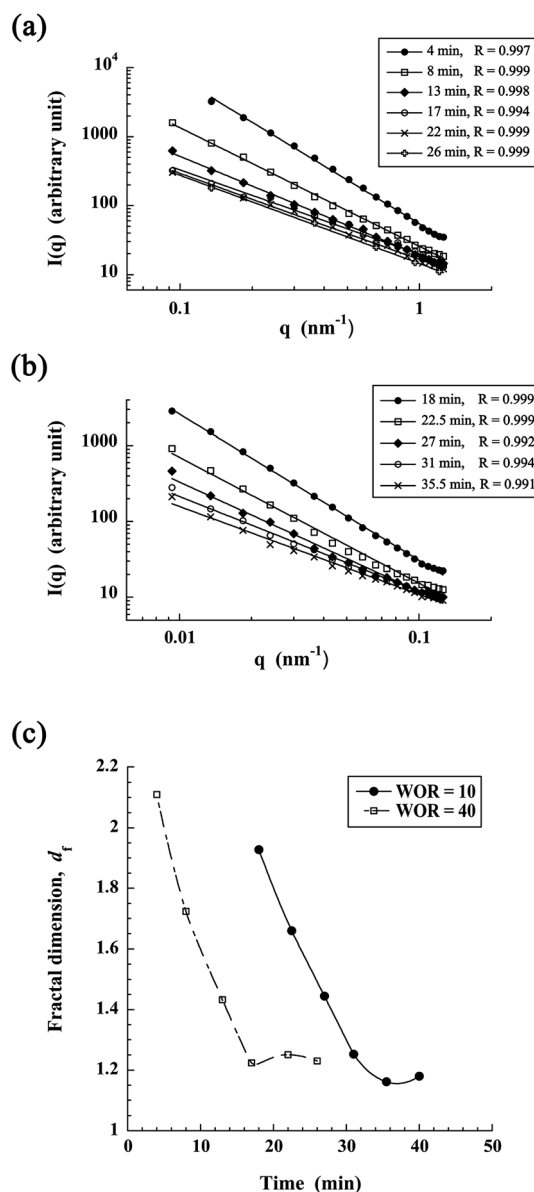 (a)
10⁴
1000
100
10
I(q) (arbitrary unit)
4 min, R = 0.997
8 min, R = 0.999
13 min, R = 0.998
17 min, R = 0.994
22 min, R = 0.999
26 min, R = 0.999
0.1 1
q (nm⁻¹)
(b)
1000
100
10
I(q) (arbitrary unit)
18 min, R = 0.999
22.5 min, R = 0.999
27 min, R = 0.992
31 min, R = 0.994
35.5 min, R = 0.991
0.01 0.1
q (nm⁻¹)
(c)
2.2
2
1.8
1.6
1.4
1.2
1
Fractal dimension, d_f
WOR = 10
WOR = 40
0 10 20 30 40 50
Time (min)